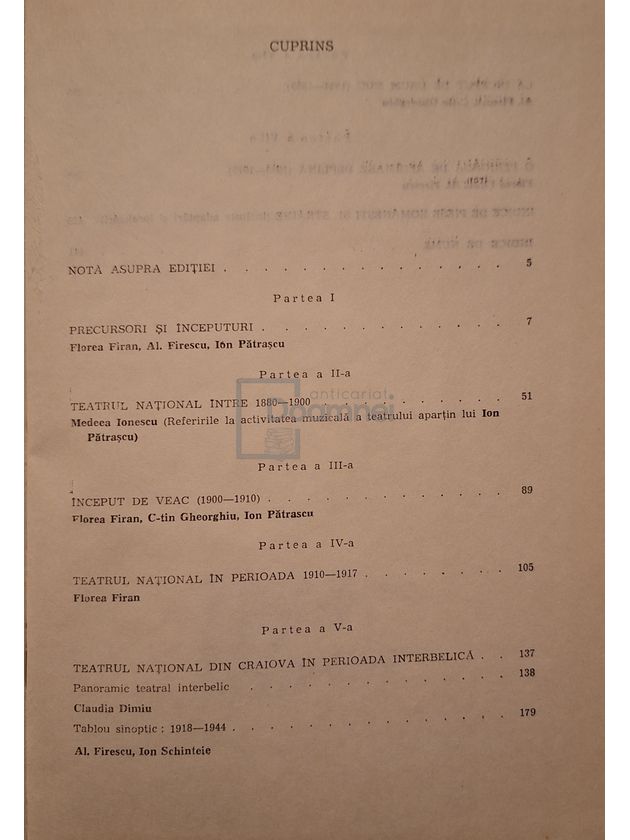 CUPRINS
NOTĂ ASUPRA EDIȚIEI . . . . . . . . . . . . . . 5
Partea I
PRECURSORI ȘI ÎNCEPUTURI . . . . . . . . . . . . 7
Florea Firan, Al. Firescu, Ion Pătrașcu
Partea a II-a
TEATRUL NAȚIONAL ÎNTRE 1880—1900 . . . . . . . . . 51
Medeea Ionescu (Referirile la activitatea muzicală a teatrului aparțin lui Ion
Pătrașcu)
anticariat
Partea a III-a
ÎNCEPUT DE VEAC (1900—1910) . . . . . . . . . . . . 89
Florea Firan, C-tin Gheorghiu, Ion Pătrascu
Partea a IV-a
TEATRUL NAȚIONAL ÎN PERIOADA 1910—1917 . . . . . . . 105
Florea Firan
Partea a V-a
TEATRUL NAȚIONAL DIN CRAIOVA ÎN PERIOADA INTERBELICĂ . . 137
Panoramic teatral interbelic . . . . . . . . . . . . . 138
Claudia Dimiu
Tablou sinoptic : 1918—1944 . . . . . . . . . . . . . 179
Al. Firescu, Ion Schinteie